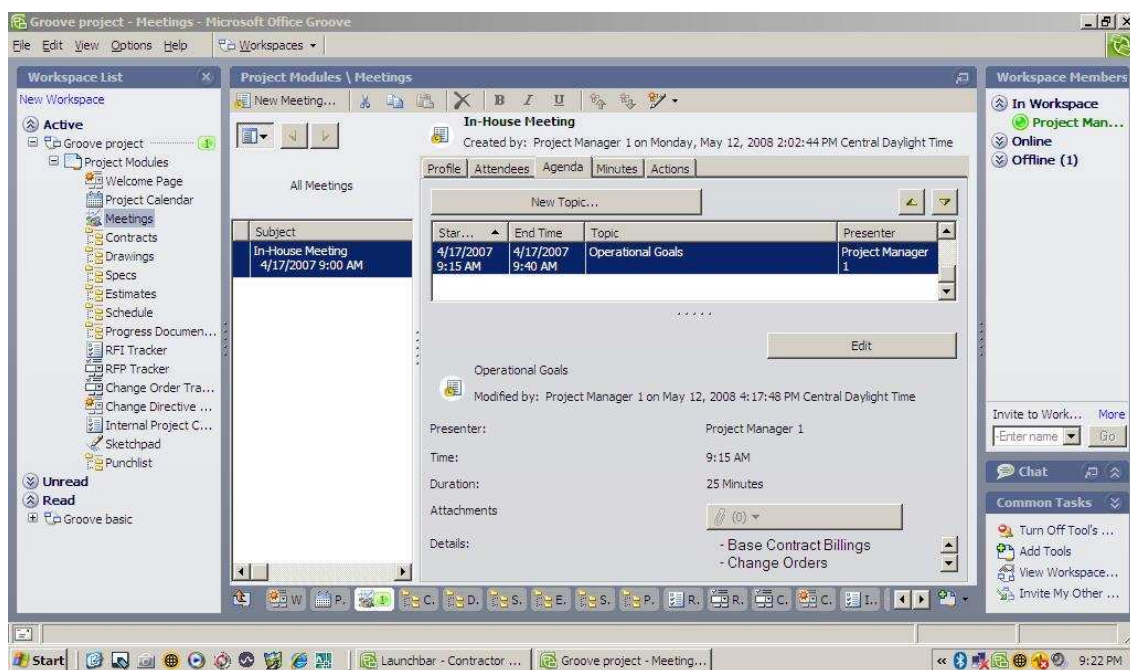 Groove project - Meetings - Microsoft Office Groove
File Edit View Options Help Workspaces
Workspace List
New Workspace
Active
Groove project
Project Modules
Welcome Page
Project Calendar
Meetings
Contracts
Drawings
Specs
Estimates
Schedule
Progress Documen...
RFI Tracker
RFP Tracker
Change Order Tra...
Change Directive ...
Internal Project C...
Sketchpad
Punchlist
Unread
Read
Groove basic
Project Modules \ Meetings
New Meeting... B I U
All Meetings
Subject
In-House Meeting
4/17/2007 9:00 AM
In-House Meeting
Created by: Project Manager 1 on Monday, May 12, 2008 2:02:44 PM Central Daylight Time
Profile Attendees Agenda Minutes Actions
New Topic...
Star... End Time Topic Presenter
4/17/2007 4/17/2007 Operational Goals Project Manager
9:15 AM 9:40 AM 1
Edit
Operational Goals
Modified by: Project Manager 1 on May 12, 2008 4:17:48 PM Central Daylight Time
Presenter: Project Manager 1
Time: 9:15 AM
Duration: 25 Minutes
Attachments (0)
Details: - Base Contract Billings
- Change Orders
W P. C. D. S. E. S. P. R. R. C. C. I..
Workspace Members
In Workspace
Project Man...
Online
Offline (1)
Invite to Work... More
-Enter name Go
Chat
Common Tasks
Turn Off Tool's ...
Add Tools
View Workspace...
Invite My Other ...
Start Launchbar - Contractor ... Groove project - Meeting... « 9:22 PM